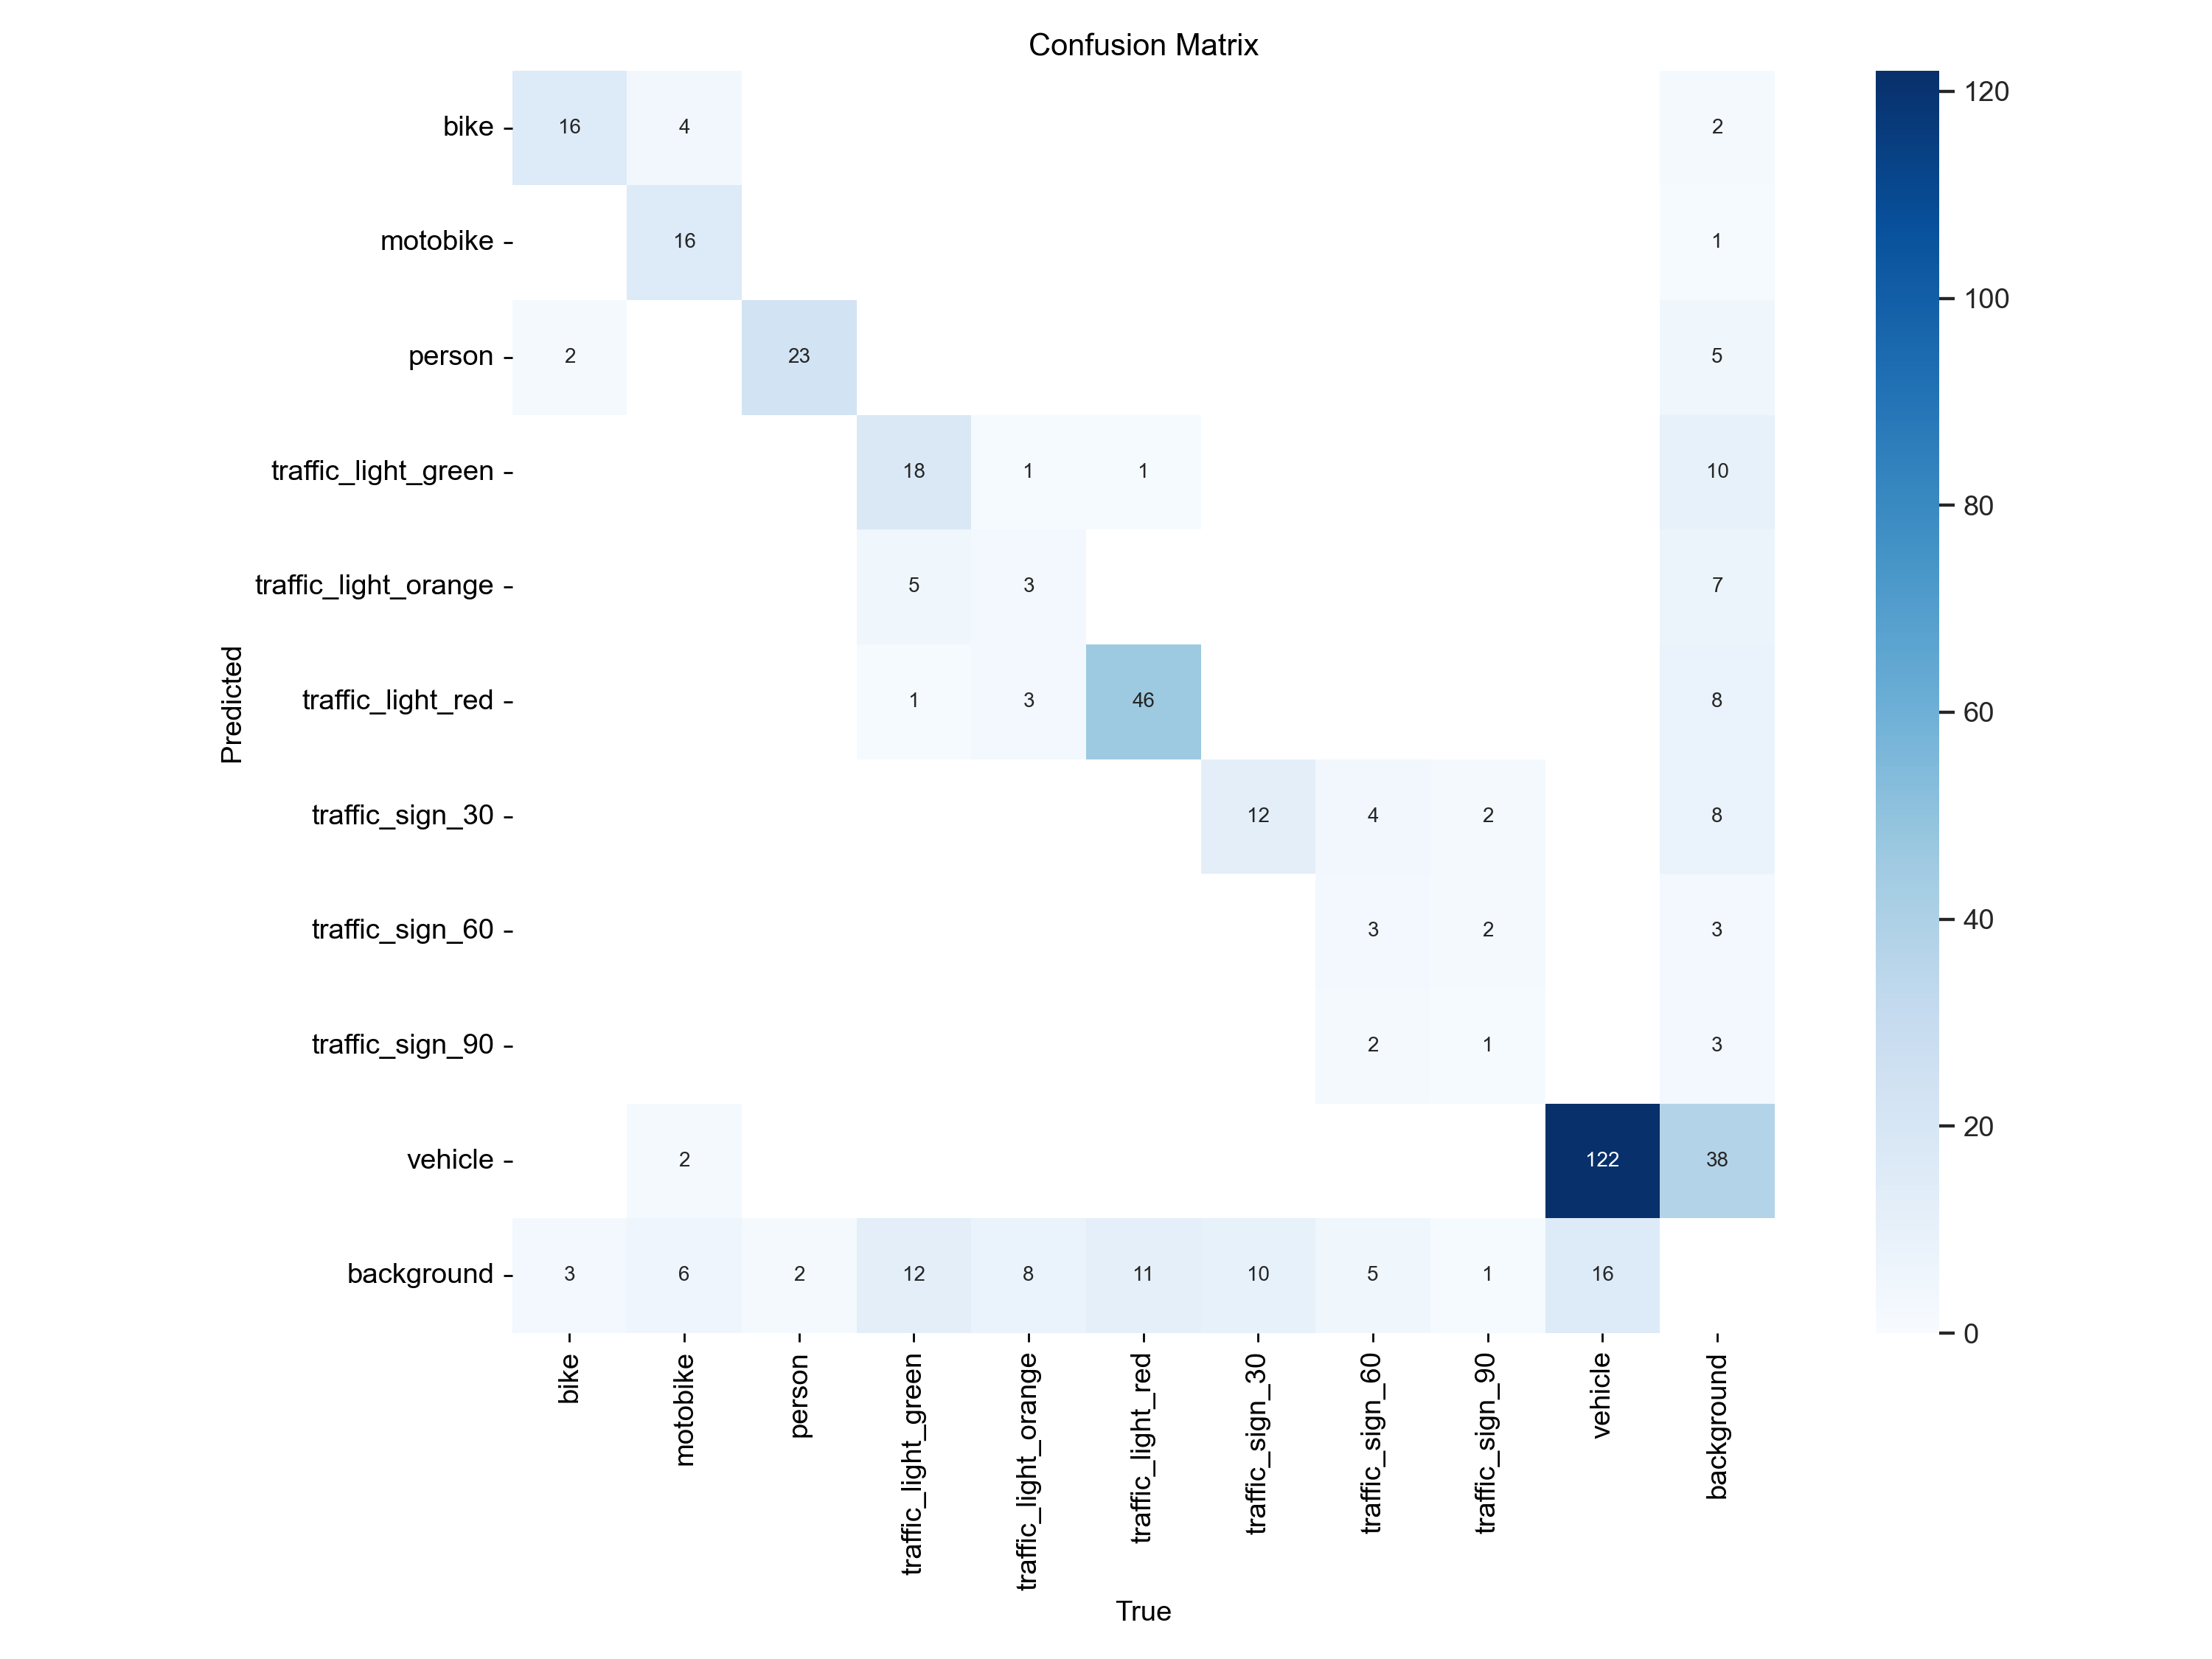 Confusion Matrix
bike 16 4 2
motobike 16 1
person 2 23 5
traffic_light_green 18 1 1 10
traffic_light_orange 5 3 7
traffic_light_red 1 3 46 8
traffic_sign_30 12 4 2 8
traffic_sign_60 3 2 3
traffic_sign_90 2 1 3
vehicle 2 122 38
background 3 6 2 12 8 11 10 5 1 16
Predicted
bike
motobike
person
traffic_light_green
traffic_light_orange
traffic_light_red
traffic_sign_30
traffic_sign_60
traffic_sign_90
vehicle
background
True
120
100
80
60
40
20
0